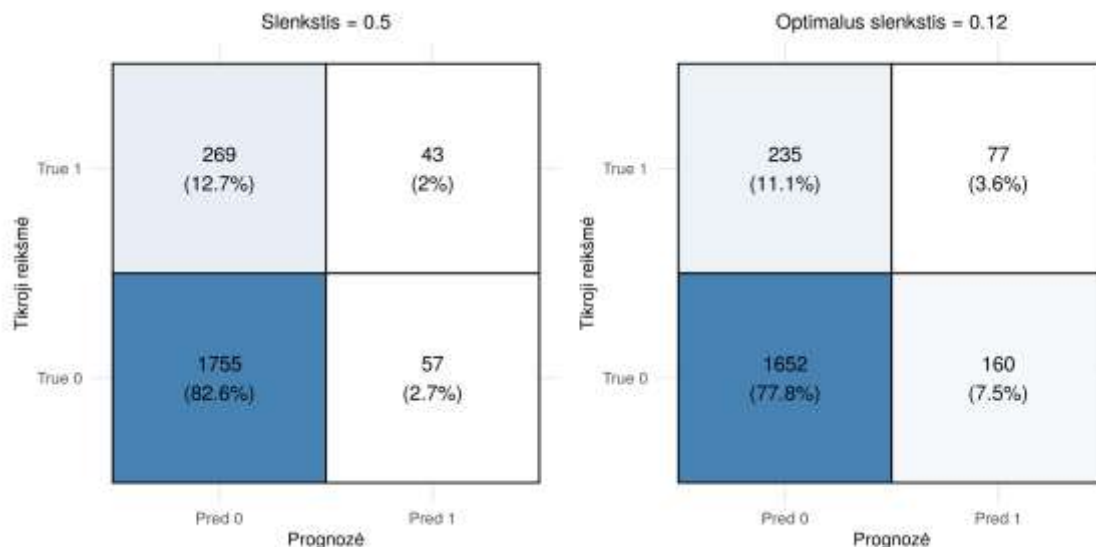 Slenkstis = 0.5
True 1
269
(12.7%)
43
(2%)
True 0
1755
(82.6%)
57
(2.7%)
Tikroji reikšmė
Pred 0
Pred 1
Prognozė
Optimalus slenkstis = 0.12
True 1
235
(11.1%)
77
(3.6%)
True 0
1652
(77.8%)
160
(7.5%)
Tikroji reikšmė
Pred 0
Pred 1
Prognozė